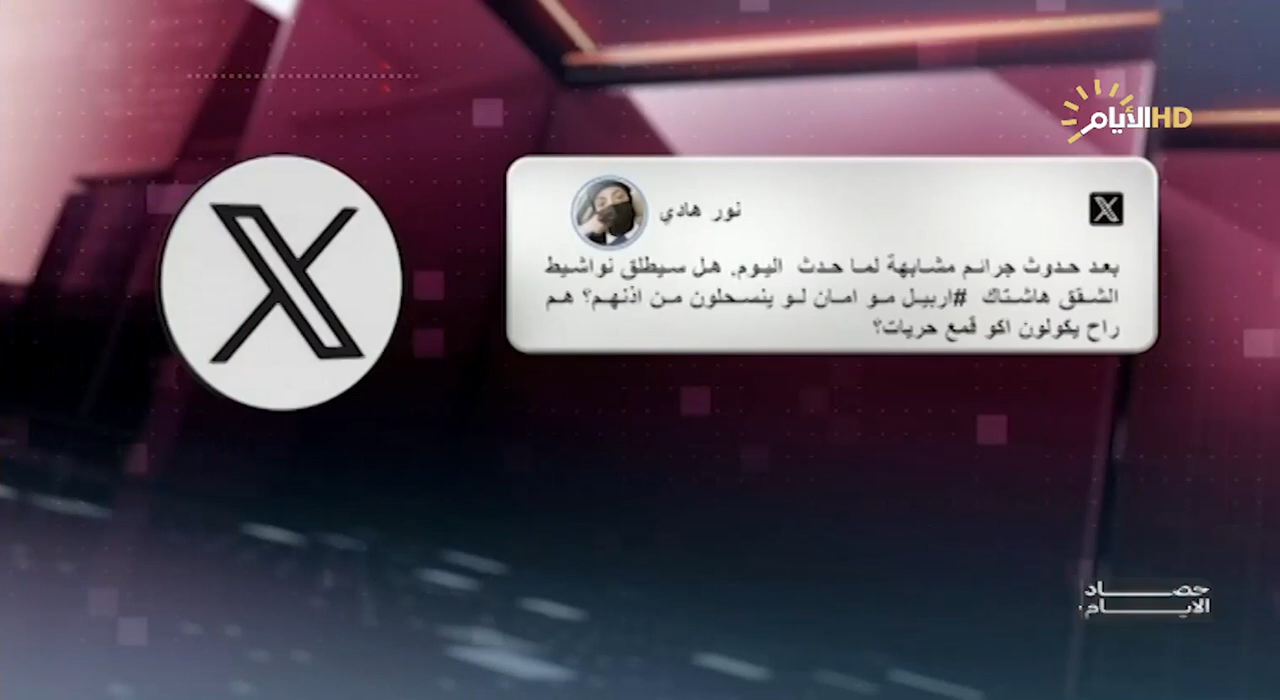 الأيام HD
نور هادي
بعد حدوث جرائم مشابهة لما حدث اليوم. هل سيطلق نواشيط
الشقق هاشتاك #اربيل مو امان لو ينسحلون من اذنهم؟ هم
راح يكولون اكو قمع حريات؟
حصاد
الايام